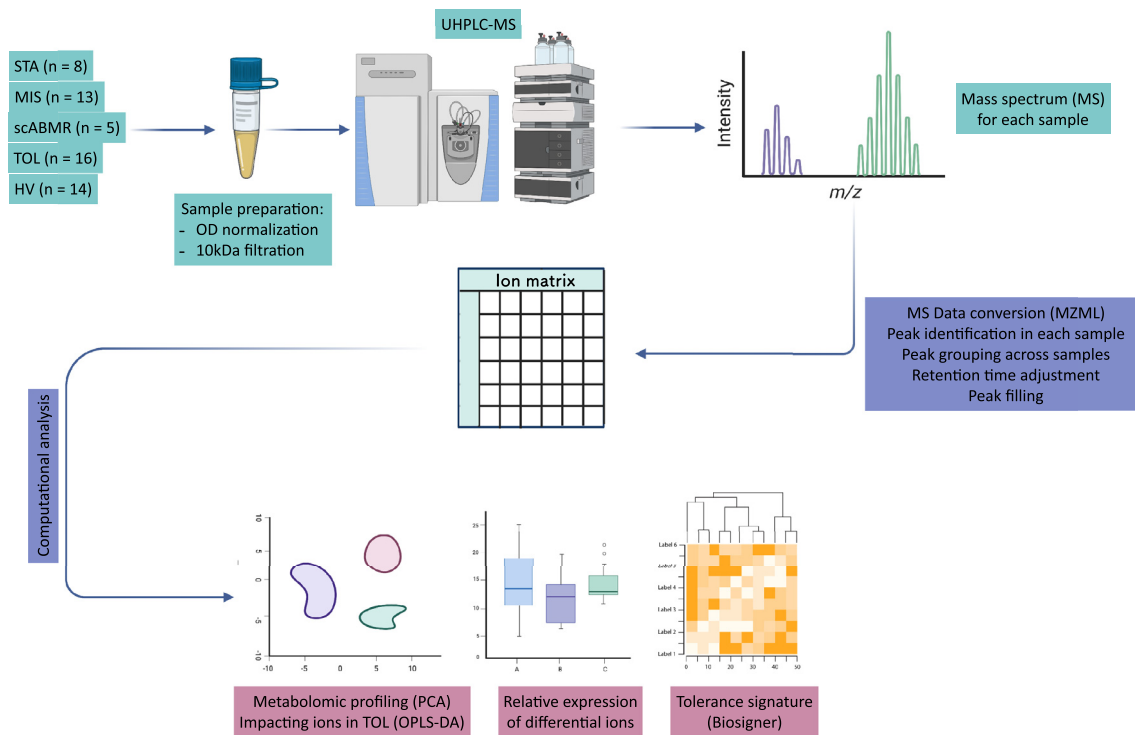 UHPLC-MS
STA (n = 8)
MIS (n = 13)
scABMR (n = 5)
TOL (n = 16)
HV (n = 14)
Sample preparation:
- OD normalization
- 10kDa filtration
Intensity
m/z
Mass spectrum (MS)
for each sample
MS Data conversion (MZML)
Peak identification in each sample
Peak grouping across samples
Retention time adjustment
Peak filling
Ion matrix
Computational analysis
10
5
0
-5
-10
-10
-5
0
5
10
Metabolomic profiling (PCA)
Impacting ions in TOL (OPLS-DA)
25
20
15
10
5
0
A
B
C
Relative expression
of differential ions
Label 6
Label 4
Label 3
Label 2
Label 1
0
10
20
30
40
50
Tolerance signature
(Biosigner)